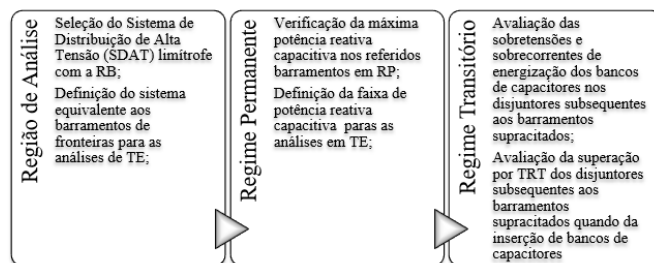 Região de Análise
Seleção do Sistema de
Distribuição de Alta
Tensão (SDAT) limítrofe
com a RB;
Definição do sistema
equivalente aos
barramentos de
fronteiras para as
análises de TE;
Regime Permanente
Verificação da máxima
potência reativa
capacitiva nos referidos
barramentos em RP;
Definição da faixa de
potência reativa
capacitiva paras as
análises em TE;
Regime Transitório
Avaliação das
sobretensões e
sobrecorrentes de
energização dos bancos
de capacitores nos
disjuntores subsequentes
aos barramentos
supracitados;
Avaliação da superação
por TRT dos disjuntores
subsequentes aos
barramentos
supracitados quando da
inserção de bancos de
capacitores